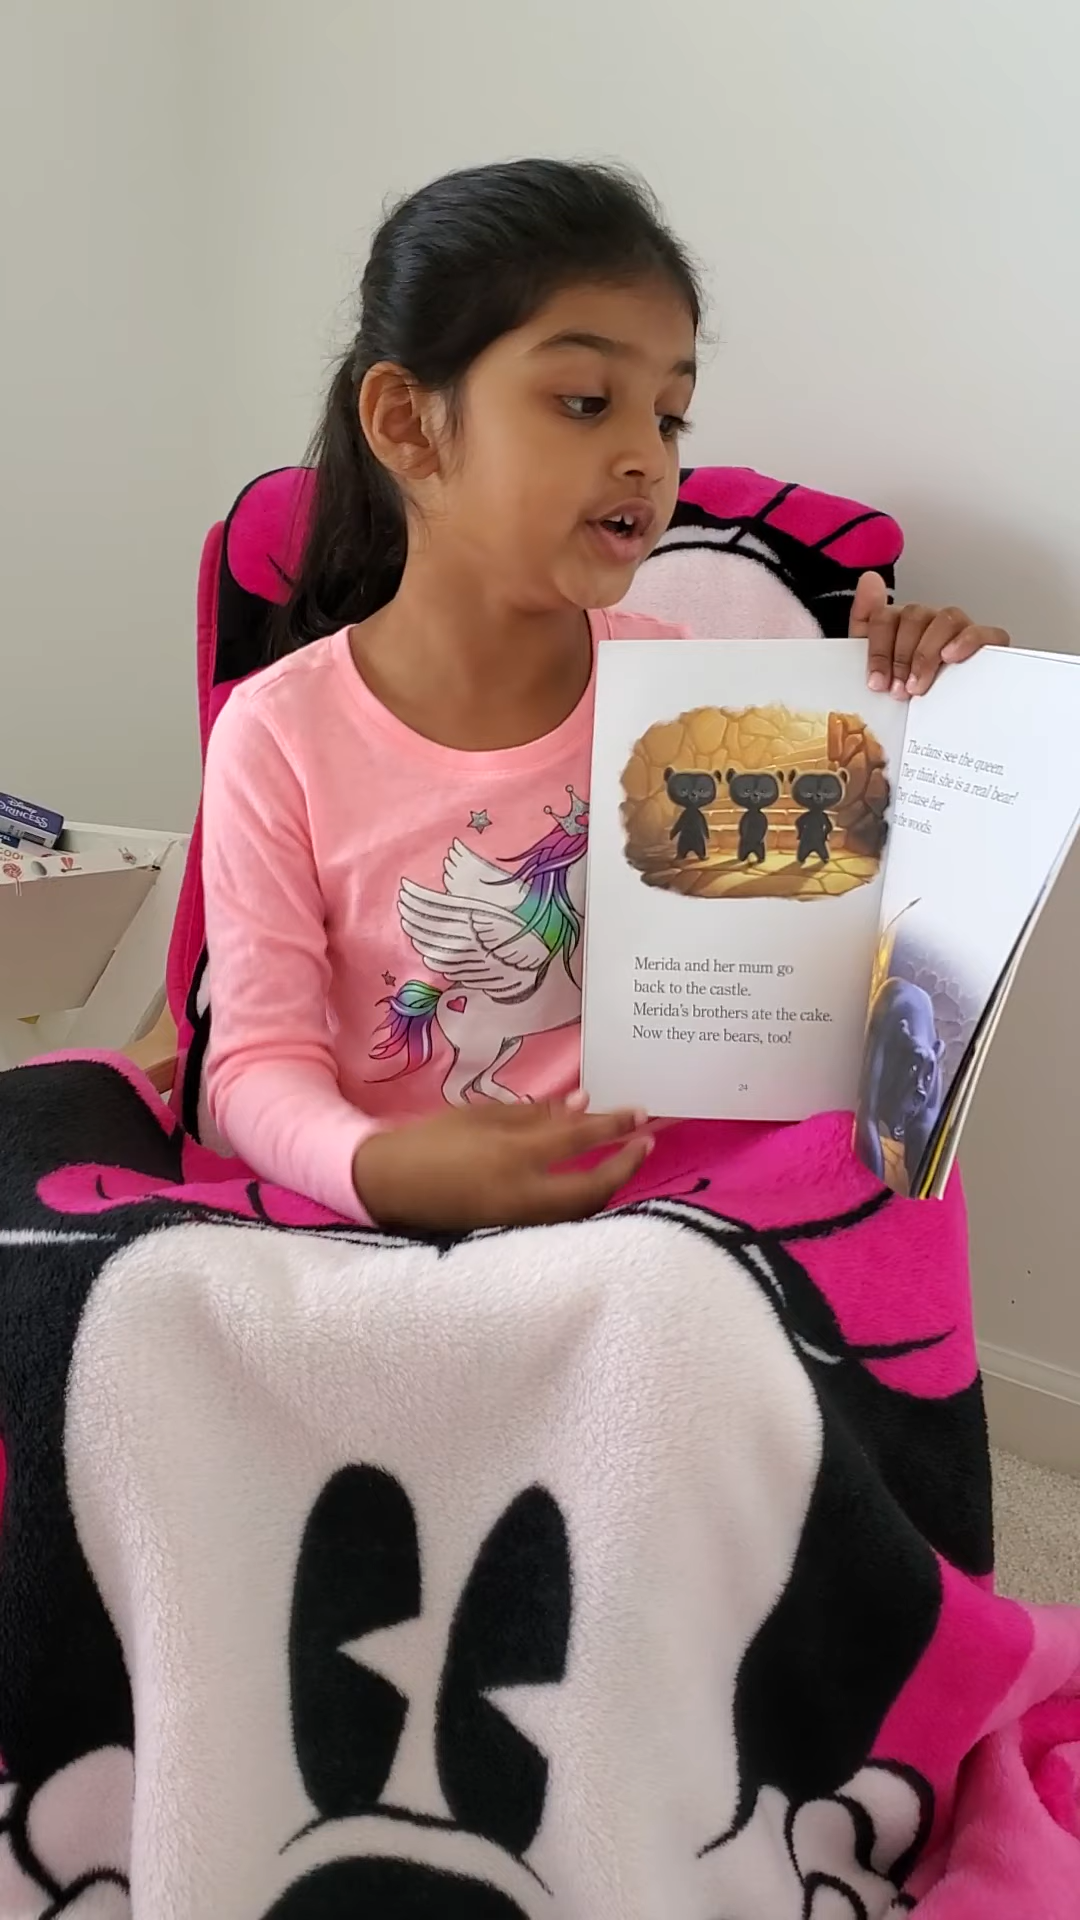 Disney
PRINCESS
Merida and her mum go
back to the castle.
Merida's brothers ate the cake.
Now they are bears, too!
24
The clans see the queen.
They think she is a real bear!
They chase her
the woods.